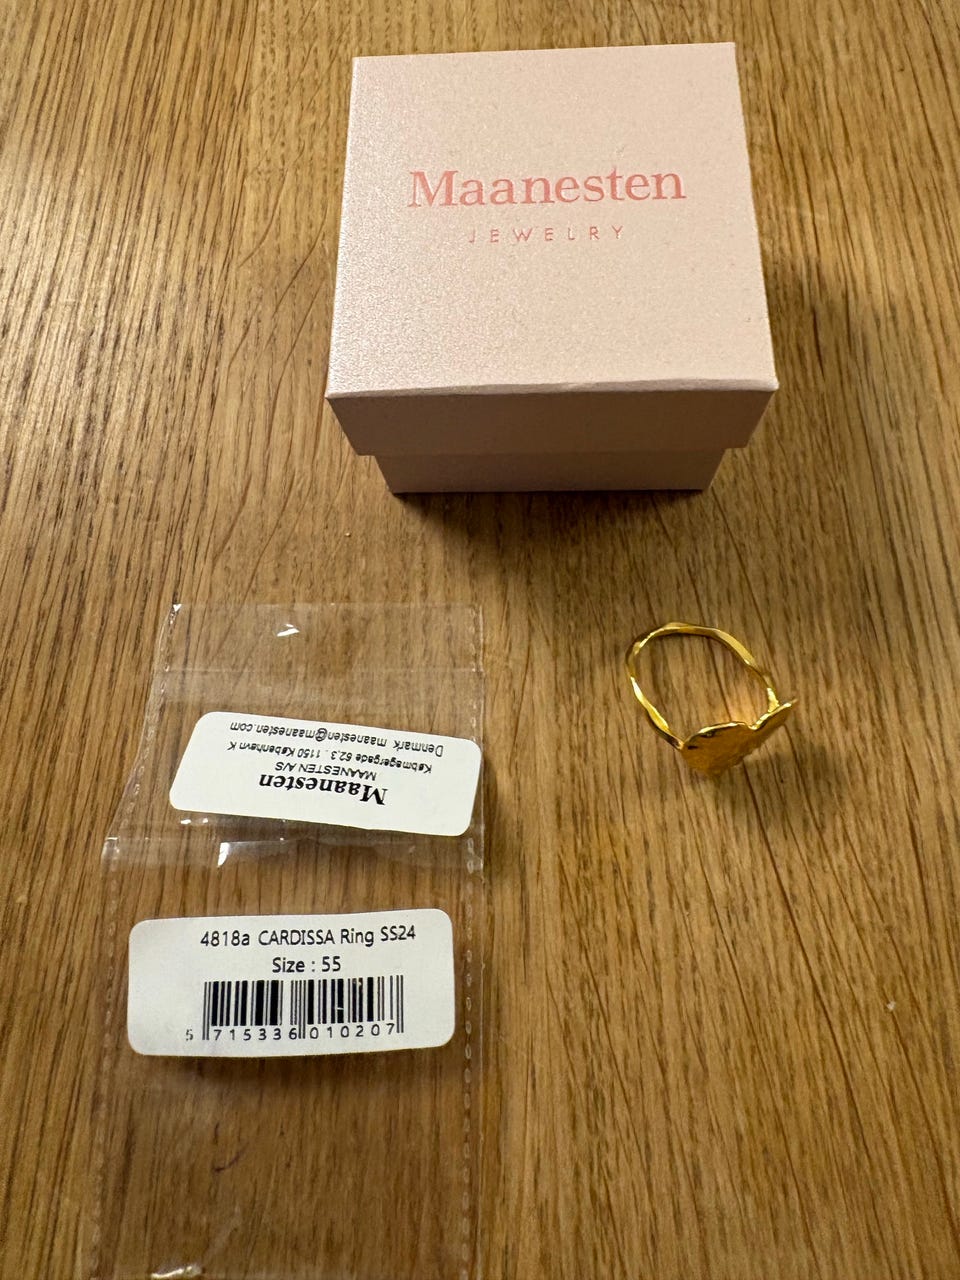 Maanesten
JEWELRY
Maanesten
MAANESTEN A/S
Købmagergade 62,3 . 1150 København K
Denmark maanesten@maanesten.com
4818a CARDISSA Ring SS24
Size : 55
5 715336 010207